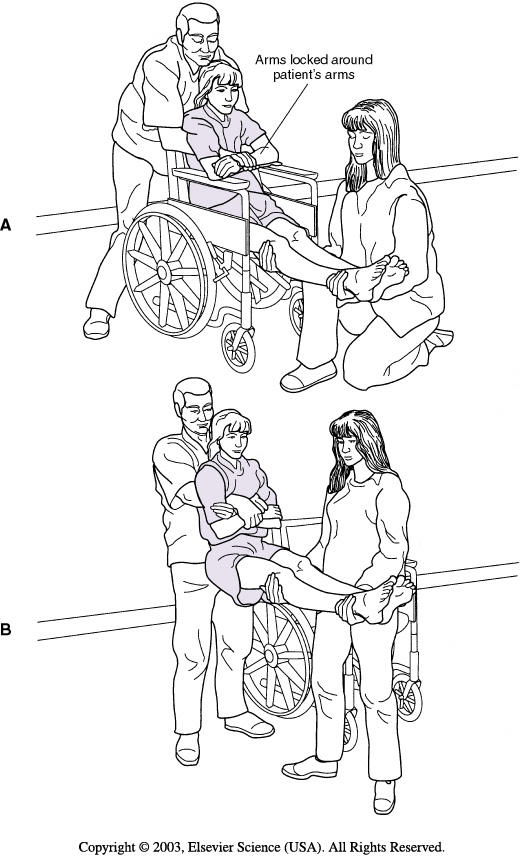 Arms locked around
patient's arms
A
B
Copyright © 2003, Elsevier Science (USA). All Rights Reserved.